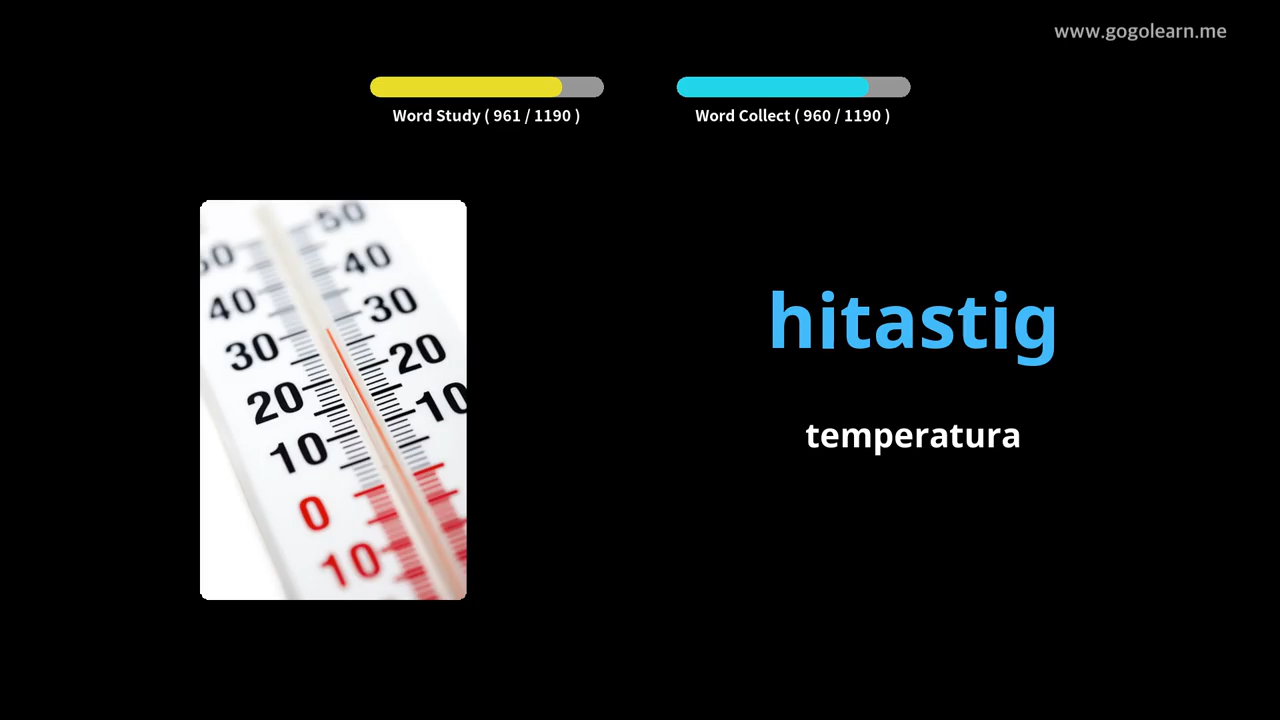 www.gogolearn.me
Word Study ( 961 / 1190 )
Word Collect ( 960 / 1190 )
50
50
40
40
30
30
20
20
10
10
0
10
hitastig
temperatura